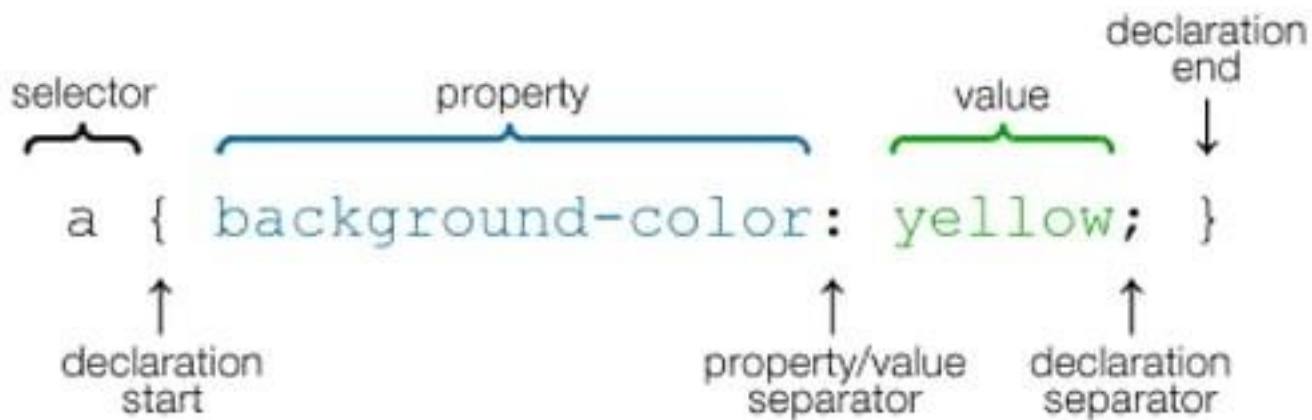 declaration
end
selector
property
value
a { background-color: yellow; }
declaration
start
property/value
separator
declaration
separator